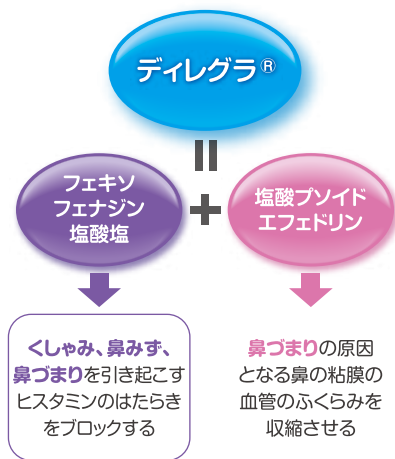 ディレグラ®
=
フェキソ
フェナジン
塩酸塩
+
塩酸プソイド
エフェドリン
くしゃみ、鼻みず、
鼻づまりを引き起こす
ヒスタミンのはたらき
をブロックする
鼻づまりの原因
となる鼻の粘膜の
血管のふくらみを
収縮させる